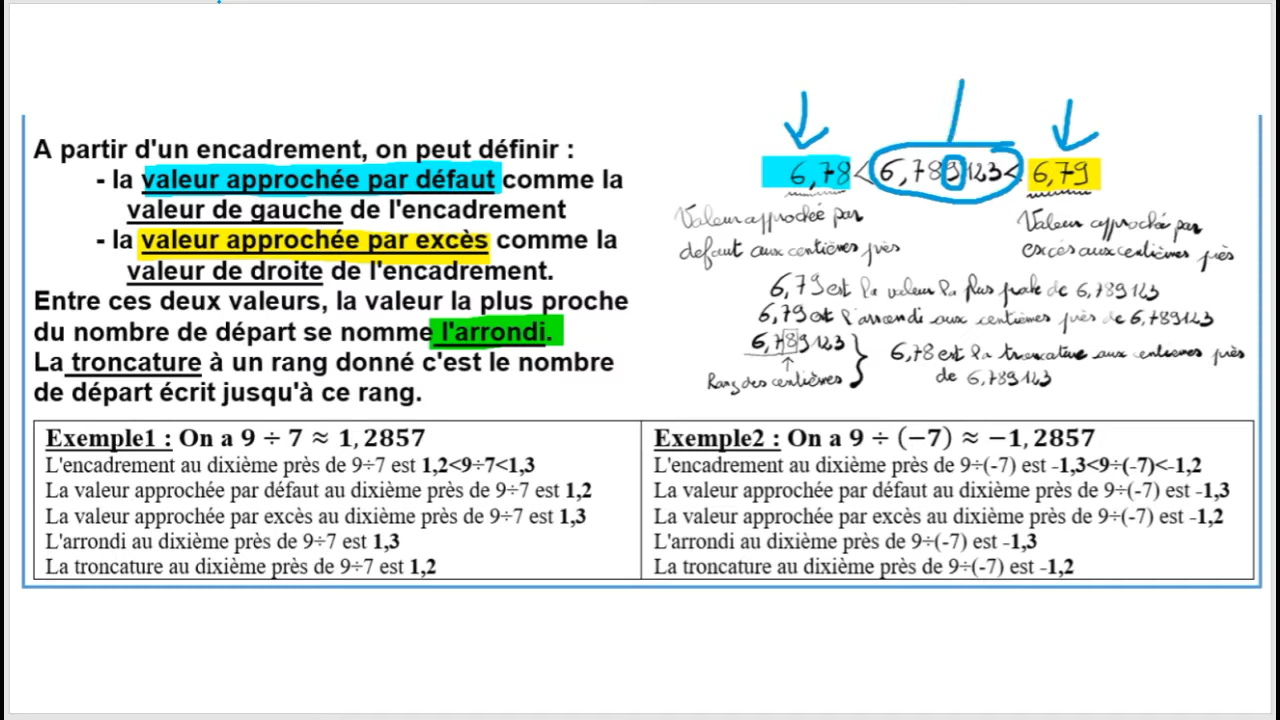 A partir d'un encadrement, on peut définir :
- la valeur approchée par défaut comme la
valeur de gauche de l'encadrement
- la valeur approchée par excès comme la
valeur de droite de l'encadrement.
Entre ces deux valeurs, la valeur la plus proche
du nombre de départ se nomme l'arrondi.
La troncature à un rang donné c'est le nombre
de départ écrit jusqu'à ce rang.
6,78 < 6,789123 < 6,79
Valeur approchée par
défaut aux centièmes près
Valeur approchée par
excès aux centièmes près
6,79 est la valeur la plus de 6,789123
6,79 est l'arrondi aux centièmes près de 6,789123
6,789123
Rang des centièmes
6,78 est la troncature aux centièmes près
de 6,789123
Exemple1 : On a 9 ÷ 7 ≈ 1,2857
L'encadrement au dixième près de 9÷7 est 1,2<9÷7<1,3
La valeur approchée par défaut au dixième près de 9÷7 est 1,2
La valeur approchée par excès au dixième près de 9÷7 est 1,3
L'arrondi au dixième près de 9÷7 est 1,3
La troncature au dixième près de 9÷7 est 1,2
Exemple2 : On a 9 ÷ (−7) ≈ −1,2857
L'encadrement au dixième près de 9÷(-7) est -1,3<9÷(-7)<-1,2
La valeur approchée par défaut au dixième près de 9÷(-7) est -1,3
La valeur approchée par excès au dixième près de 9÷(-7) est -1,2
L'arrondi au dixième près de 9÷(-7) est -1,3
La troncature au dixième près de 9÷(-7) est -1,2